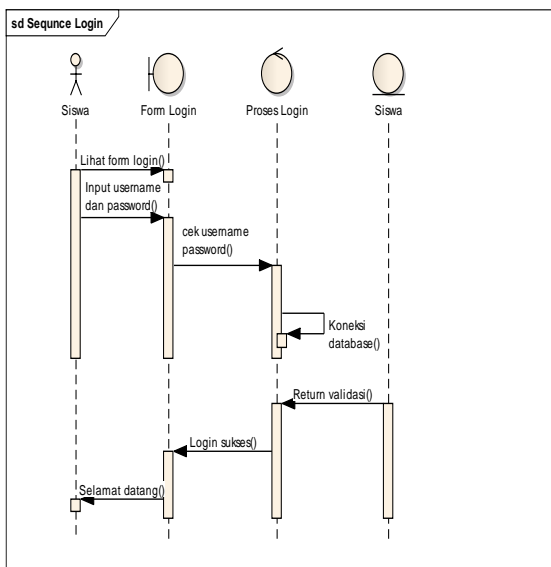 sd Sequnce Login
Siswa
Form Login
Proses Login
Siswa
Lihat form login()
Input username
dan password()
cek username
password()
Koneksi
database()
Return validasi()
Login sukses()
Selamat datang()